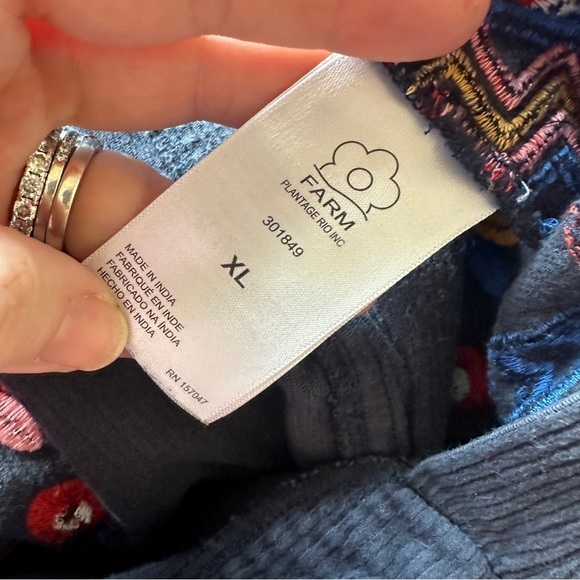 FARM
PLANTAGE RIO INC
301849
XL
MADE IN INDIA
FABRIQUÉ EN INDE
FABRICADO NA ÍNDIA
HECHO EN INDIA
RN 157047